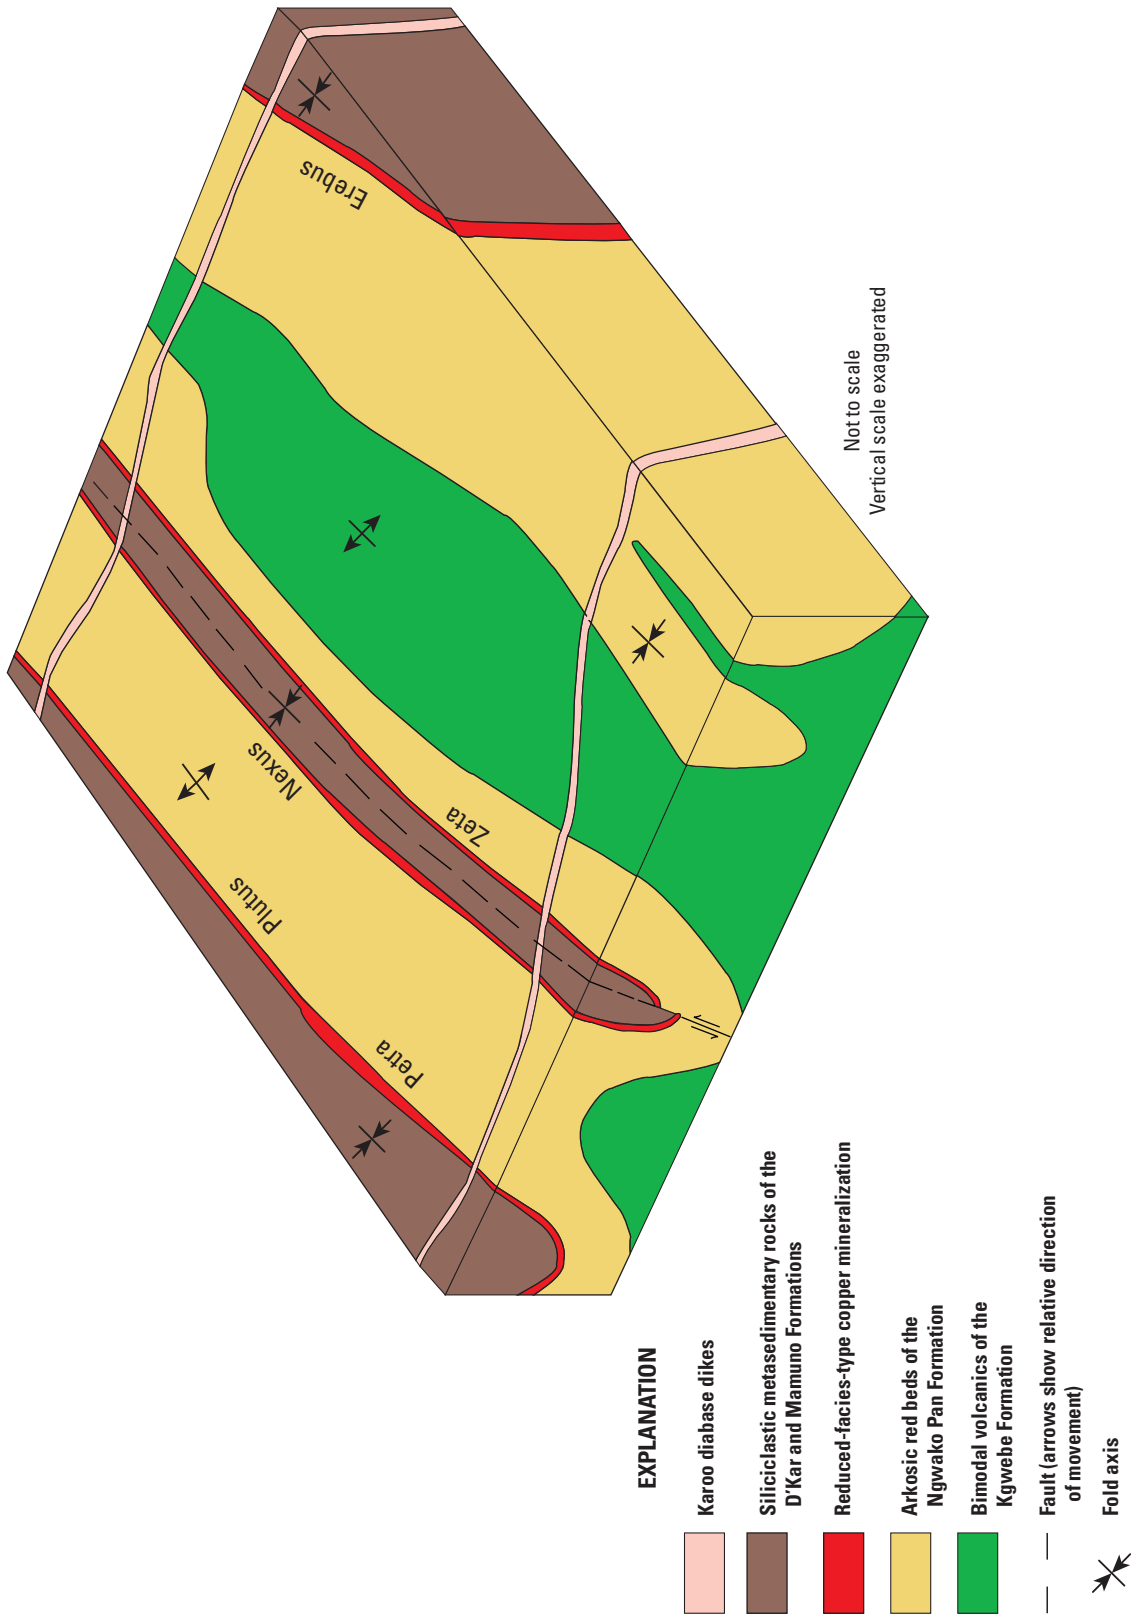 Erebus
Zeta
Nexus
Plutus
Petra
Not to scale
Vertical scale exaggerated
EXPLANATION
Karoo diabase dikes
Siliciclastic metasedimentary rocks of the
D'Kar and Mamuno Formations
Reduced-facies-type copper mineralization
Arkosic red beds of the
Ngwako Pan Formation
Bimodal volcanics of the
Kgwebe Formation
Fault (arrows show relative direction
of movement)
Fold axis